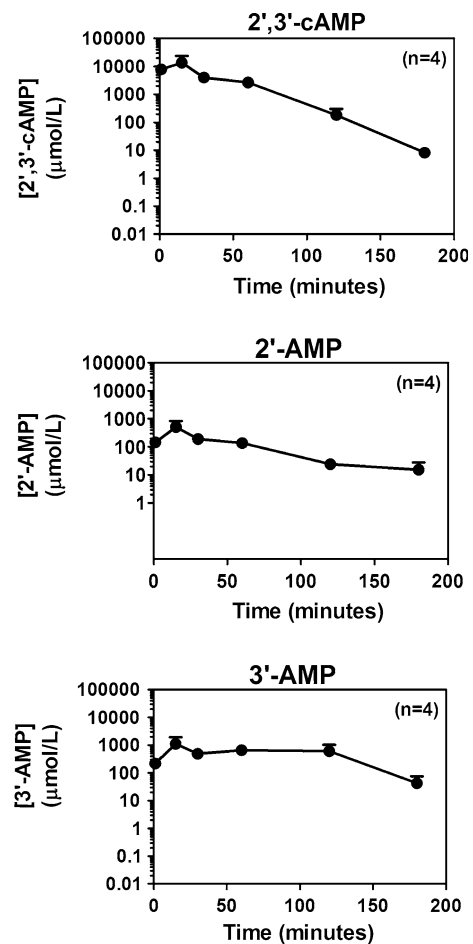 2',3'-cAMP
(n=4)
[2',3'-cAMP]
(μmol/L)
100000
10000
1000
100
10
1
0.1
0.01
0 50 100 150 200
Time (minutes)
2'-AMP
(n=4)
[2'-AMP]
(μmol/L)
100000
10000
1000
100
10
1
0 50 100 150 200
Time (minutes)
3'-AMP
(n=4)
[3'-AMP]
(μmol/L)
100000
10000
1000
100
10
1
0.1
0.01
0 50 100 150 200
Time (minutes)